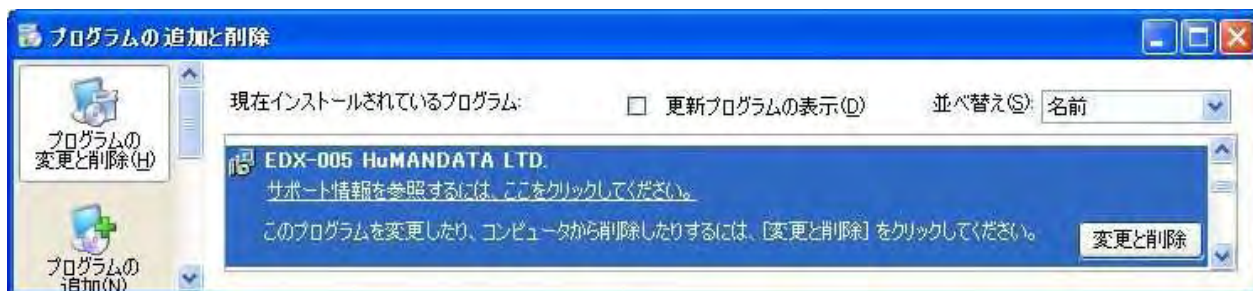 プログラムの追加と削除
プログラムの
変更と削除(H)
プログラムの
追加(N)
現在インストールされているプログラム:
更新プログラムの表示(D)
並べ替え(S):
名前
EDX-005 HuMANDATA LTD.
サポート情報を参照するには、ここをクリックしてください。
このプログラムを変更したり、コンピュータから削除したりするには、[変更と削除] をクリックしてください。
変更と削除